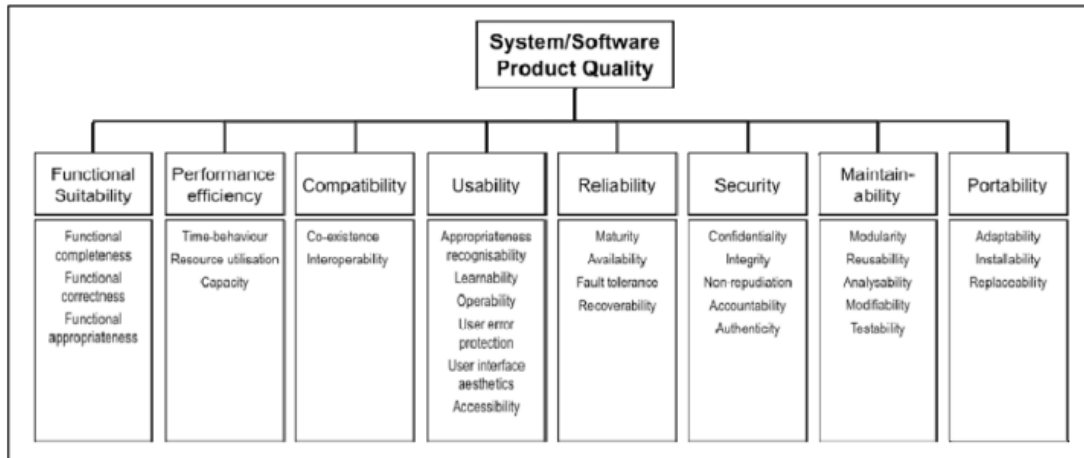 System/Software
Product Quality
Functional
Suitability
Functional
completeness
Functional
correctness
Functional
appropriateness
Performance
efficiency
Time-behaviour
Resource utilisation
Capacity
Compatibility
Co-existence
Interoperability
Usability
Appropriateness
recognisability
Learnability
Operability
User error
protection
User interface
aesthetics
Accessibility
Reliability
Maturity
Availability
Fault tolerance
Recoverability
Security
Confidentiality
Integrity
Non-repudiation
Accountability
Authenticity
Maintain-
ability
Modularity
Reusability
Analysability
Modifiability
Testability
Portability
Adaptability
Installability
Replaceability